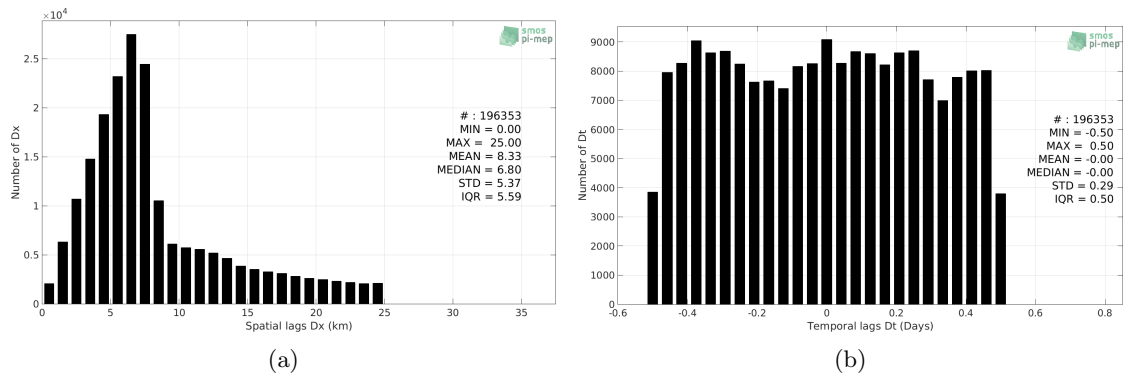 ×10⁴
2.5
2
1.5
1
0.5
0
0 5 10 15 20 25 30 35
Number of Dx
Spatial lags Dx (km)
smos
pi-mep
# : 196353
MIN = 0.00
MAX = 25.00
MEAN = 8.33
MEDIAN = 6.80
STD = 5.37
IQR = 5.59
(a)
9000
8000
7000
6000
5000
4000
3000
2000
1000
0
-0.6 -0.4 -0.2 0 0.2 0.4 0.6 0.8
Number of Dt
Temporal lags Dt (Days)
smos
pi-mep
# : 196353
MIN = -0.50
MAX = 0.50
MEAN = -0.00
MEDIAN = -0.00
STD = 0.29
IQR = 0.50
(b)